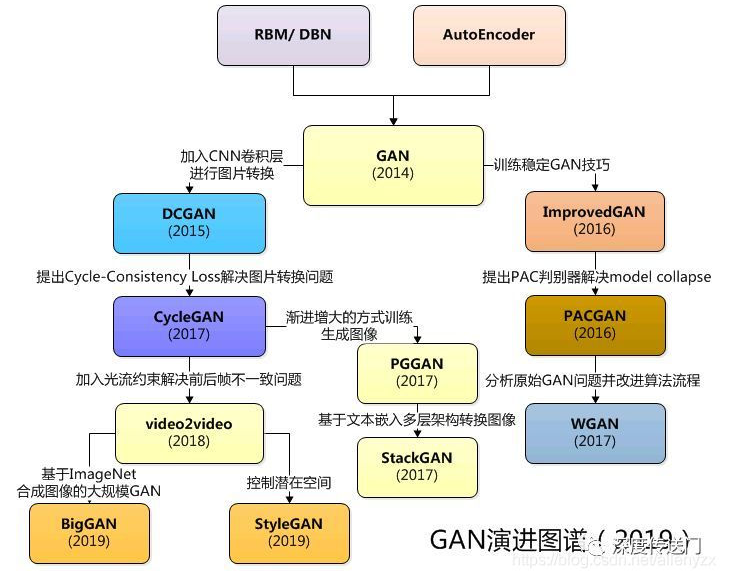 RBM/ DBN
AutoEncoder
GAN
(2014)
加入CNN卷积层
进行图片转换
训练稳定GAN技巧
DCGAN
(2015)
ImprovedGAN
(2016)
提出Cycle-Consistency Loss解决图片转换问题
提出PAC判别器解决model collapse
CycleGAN
(2017)
渐进增大的方式训练
生成图像
PACGAN
(2016)
PGGAN
(2017)
加入光流约束解决前后帧不一致问题
分析原始GAN问题并改进算法流程
video2video
(2018)
基于文本嵌入多层架构转换图像
WGAN
(2017)
StackGAN
(2017)
基于ImageNet
合成图像的大规模GAN
控制潜在空间
BigGAN
(2019)
StyleGAN
(2019)
GAN演进图谱（2019）
深度传送门
https://blog.csdn.net/allenyzx